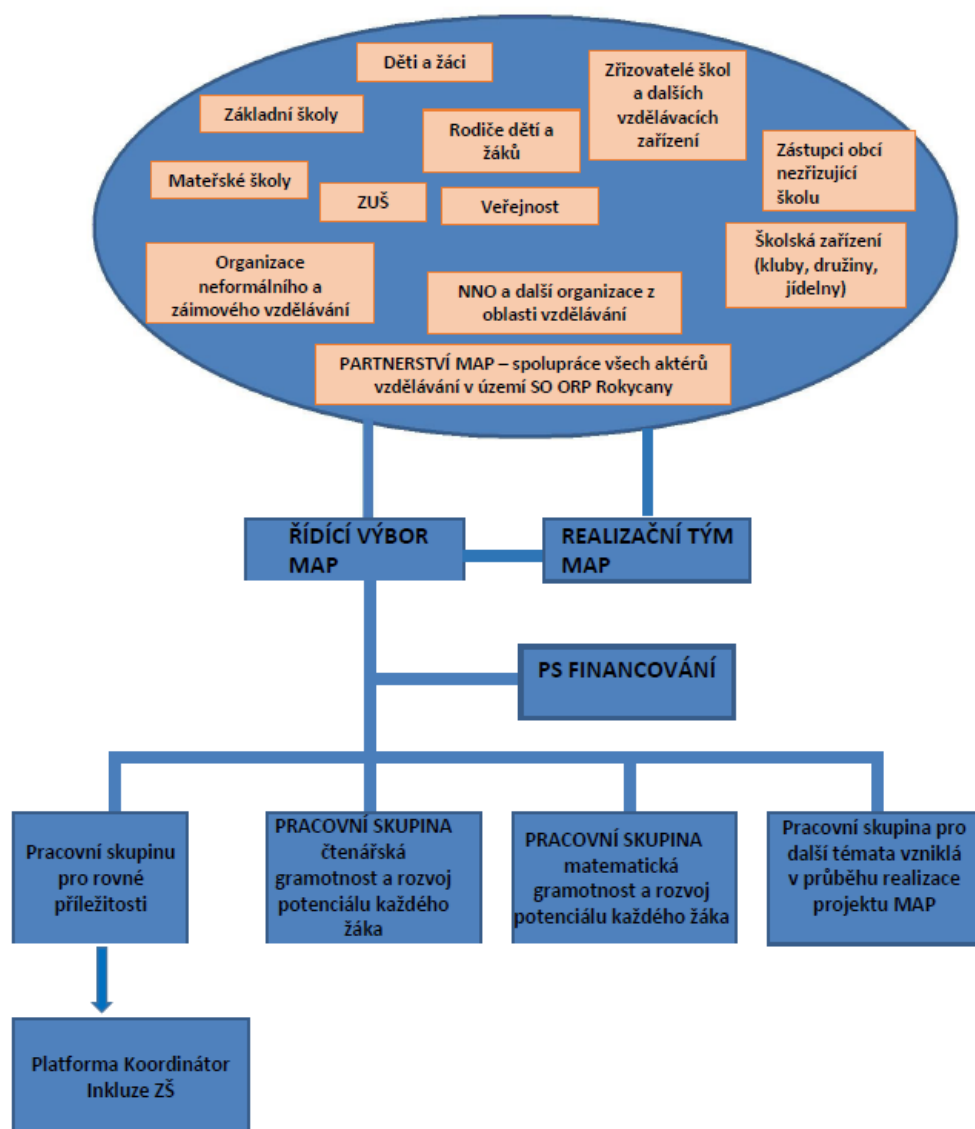 Děti a žáci
Zřizovatelé škol
a dalších
vzdělávacích
zařízení
Základní školy
Rodiče dětí a
žáků
Zástupci obcí
nezřizující
školu
Mateřské školy
ZUŠ
Veřejnost
Školská zařízení
(kluby, družiny,
jídelny)
Organizace
neformálního a
záimového vzdělávání
NNO a další organizace z
oblasti vzdělávání
PARTNERSTVÍ MAP – spolupráce všech aktérů
vzdělávání v území SO ORP Rokycany
ŘÍDÍCÍ VÝBOR
MAP
REALIZAČNÍ TÝM
MAP
PS FINANCOVÁNÍ
Pracovní skupinu
pro rovné
příležitosti
PRACOVNÍ SKUPINA
čtenářská
gramotnost a rozvoj
potenciálu každého
žáka
PRACOVNÍ SKUPINA
matematická
gramotnost a rozvoj
potenciálu každého žáka
Pracovní skupina pro
další témata vzniklá
v průběhu realizace
projektu MAP
Platforma Koordinátor
Inkluze ZŠ